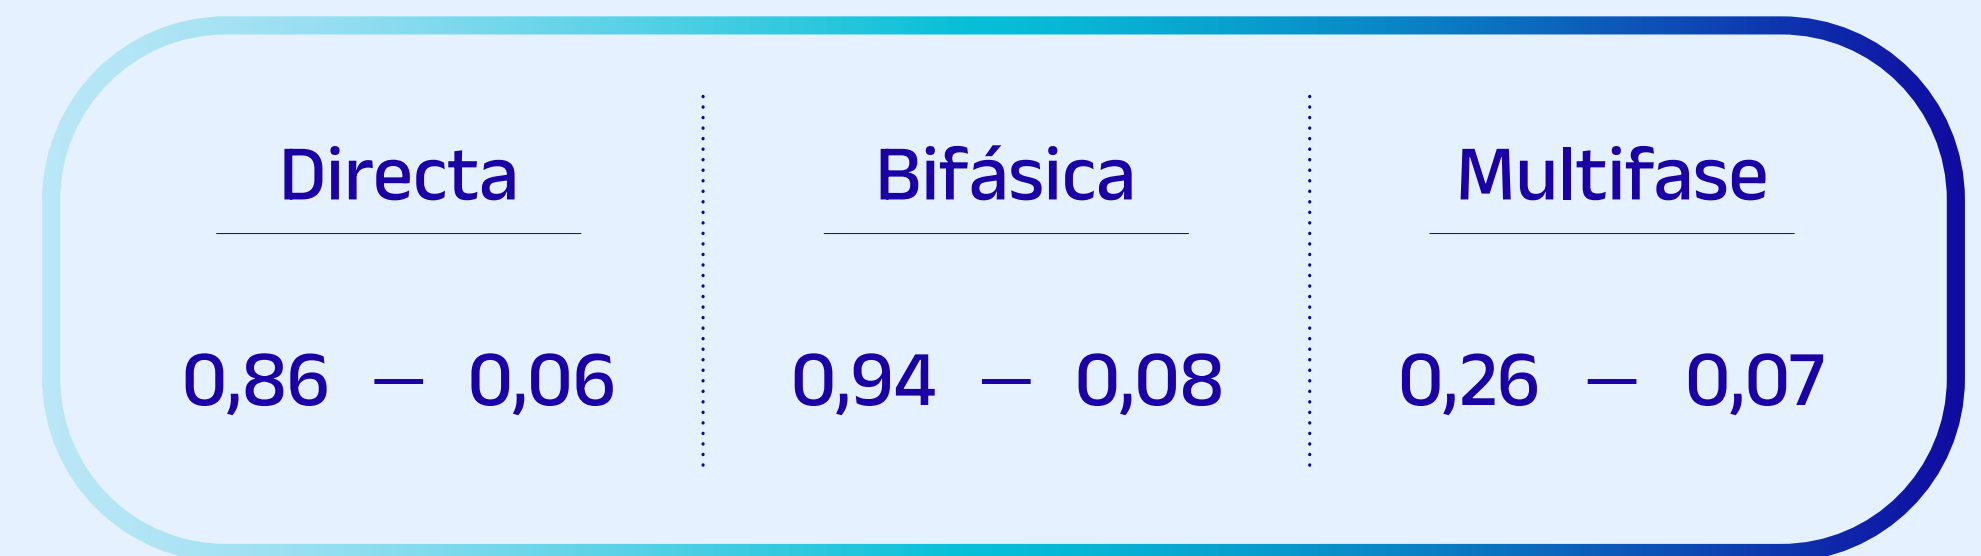 Directa
0,86 — 0,06
Bifásica
0,94 — 0,08
Multifase
0,26 — 0,07